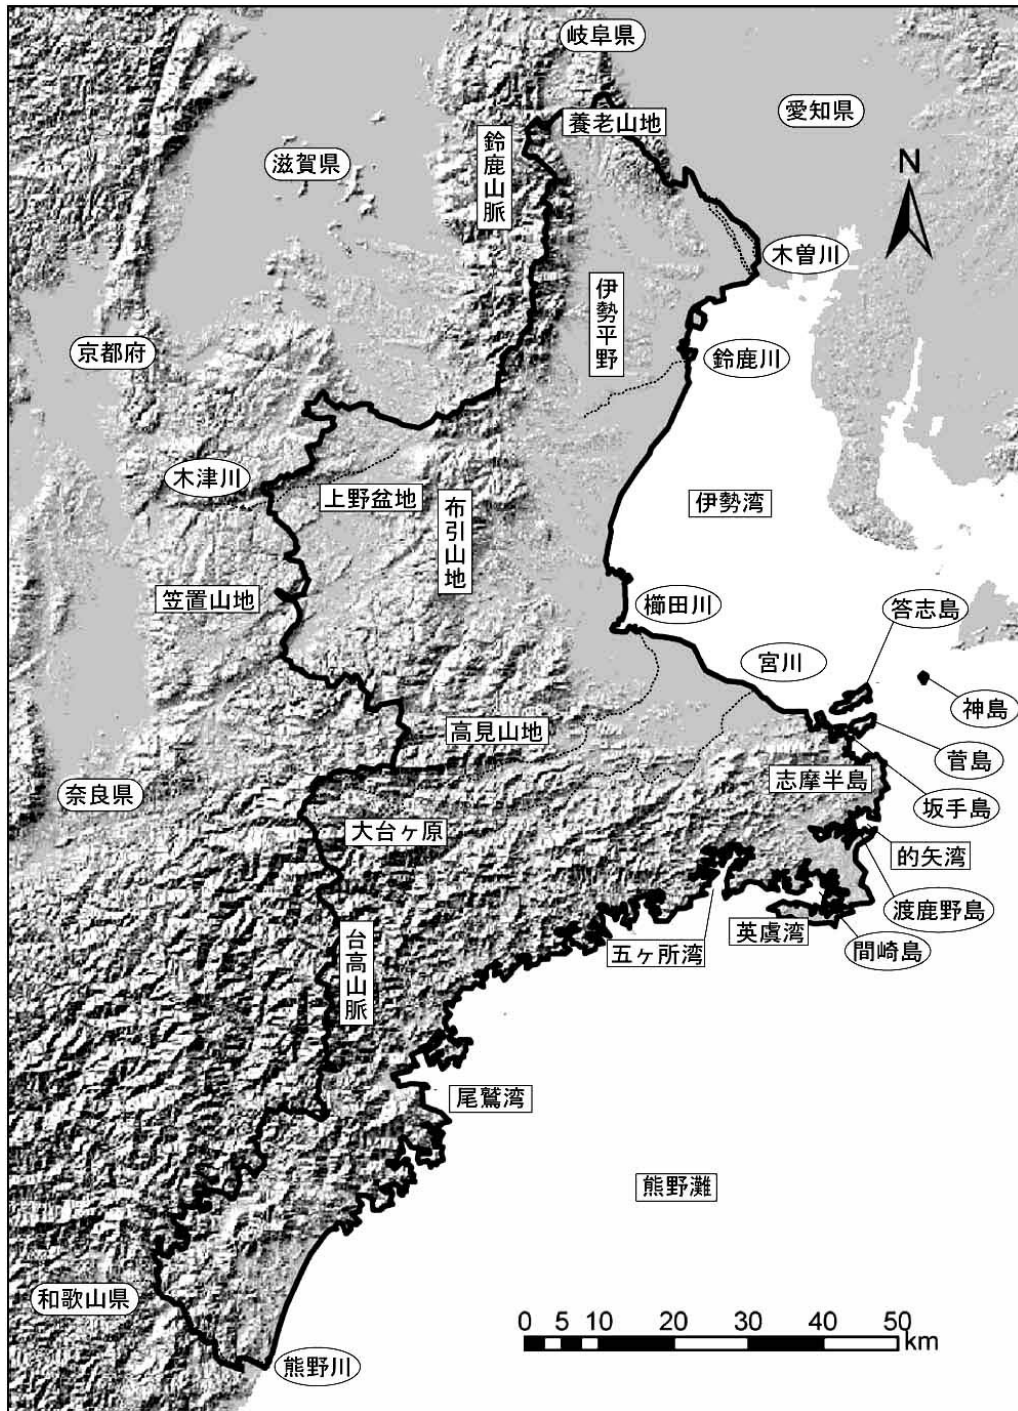 岐阜県
愛知県
養老山地
鈴鹿山脈
滋賀県
N
木曽川
伊勢平野
京都府
鈴鹿川
木津川
上野盆地
布引山地
伊勢湾
笠置山地
櫛田川
答志島
宮川
神島
高見山地
菅島
志摩半島
奈良県
坂手島
大台ヶ原
的矢湾
渡鹿野島
英虞湾
五ヶ所湾
間崎島
台高山脈
尾鷲湾
熊野灘
和歌山県
0 5 10 20 30 40 50
km
熊野川